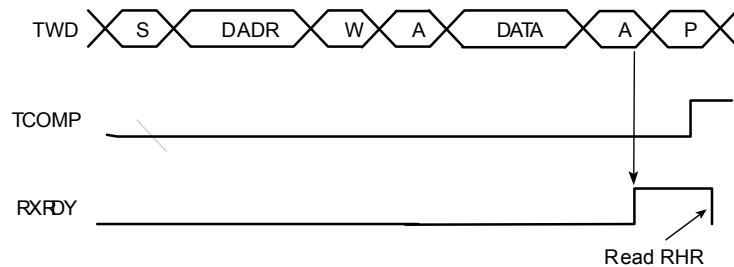 TWD S DADR W A DATA A P
TCOMP
RXRDY
Read RHR